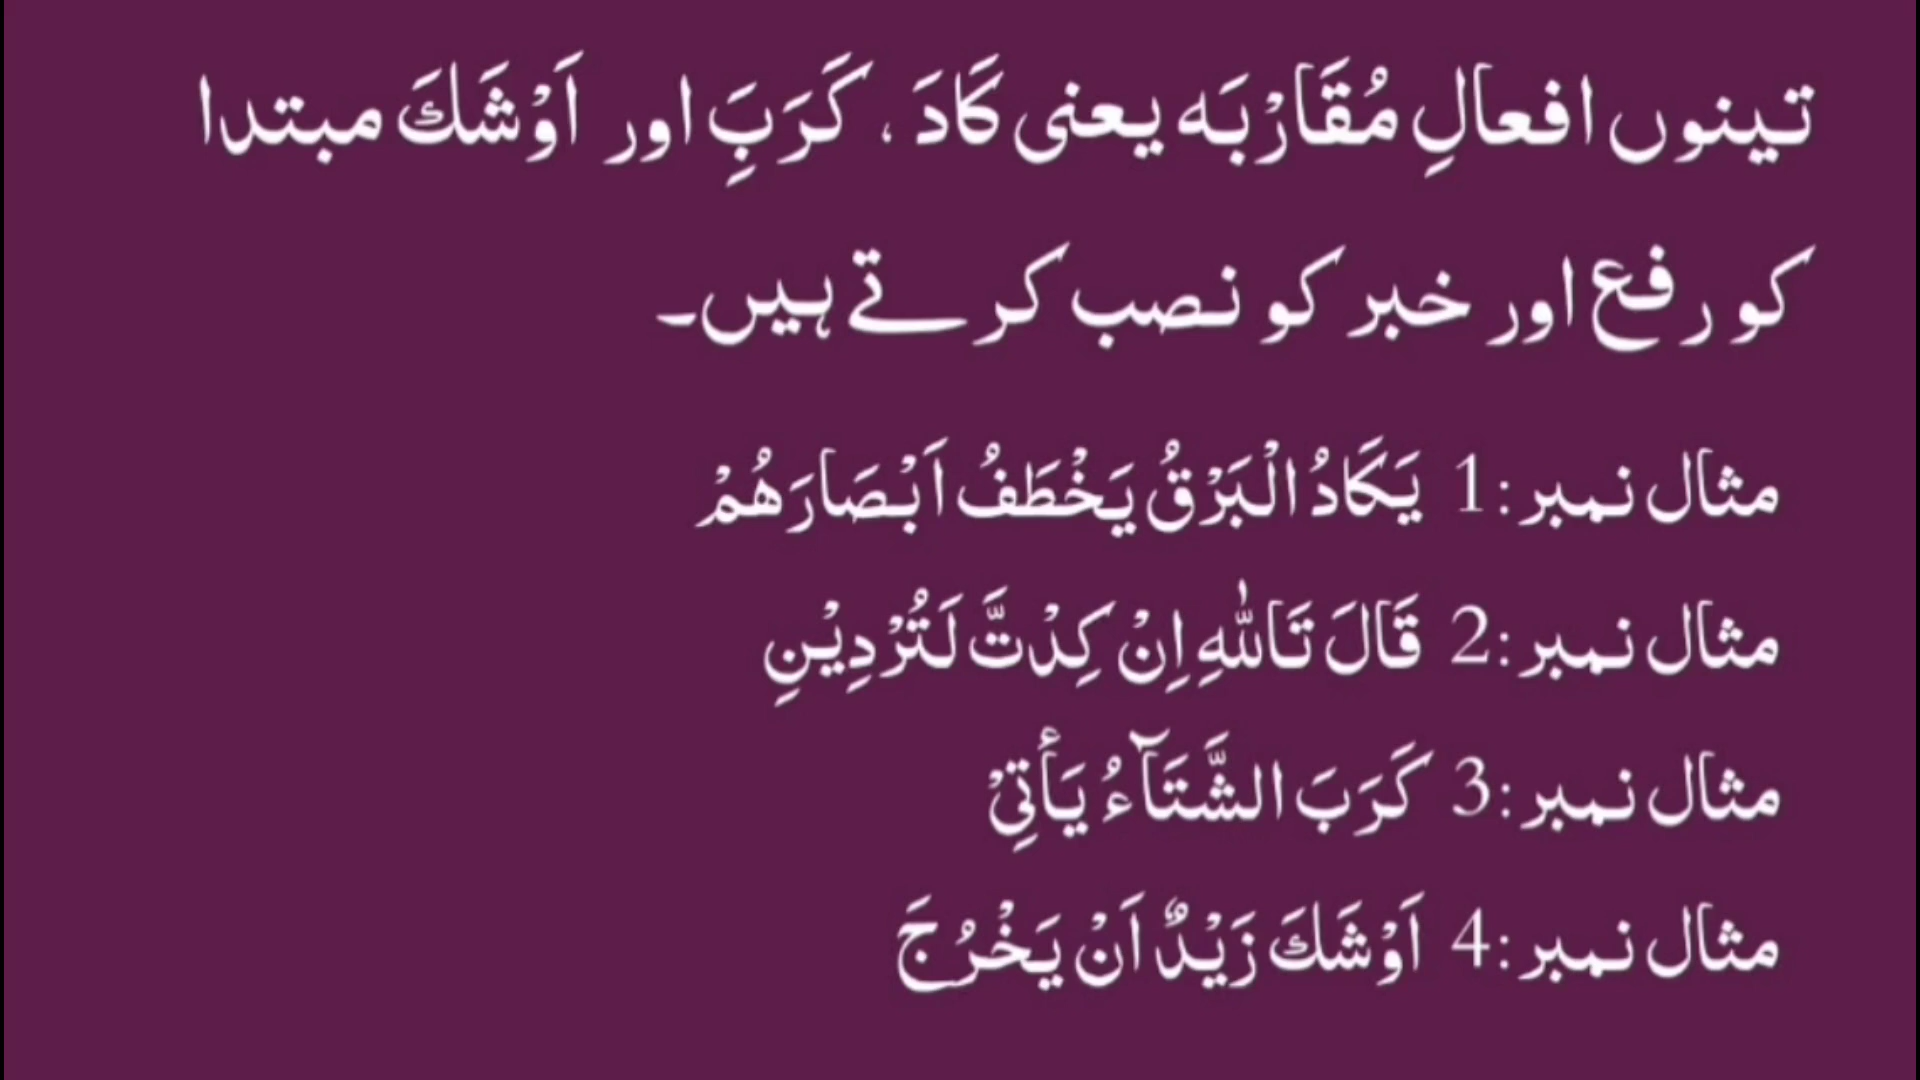 تینوں افعالِ مُقَارْبَه یعنی کَادَ ، کَرَبَِ اور اَوْشَكَ مبتدا
کو رفع اور خبر کو نصب کرتے ہیں۔
مثال نمبر:1 یَکَادُ الْبَرْقُ یَخْطَفُ اَبْصَارَهُمْ
مثال نمبر:2 قَالَ تَاللّٰهِ اِنْ کِدْتَّ لَتُرْدِیْنِ
مثال نمبر:3 کَرَبَ الشَّتَآءُ یَأتِیْ
مثال نمبر:4 اَوْشَكَ زَیْدٌ اَنْ یَخْرُجَ